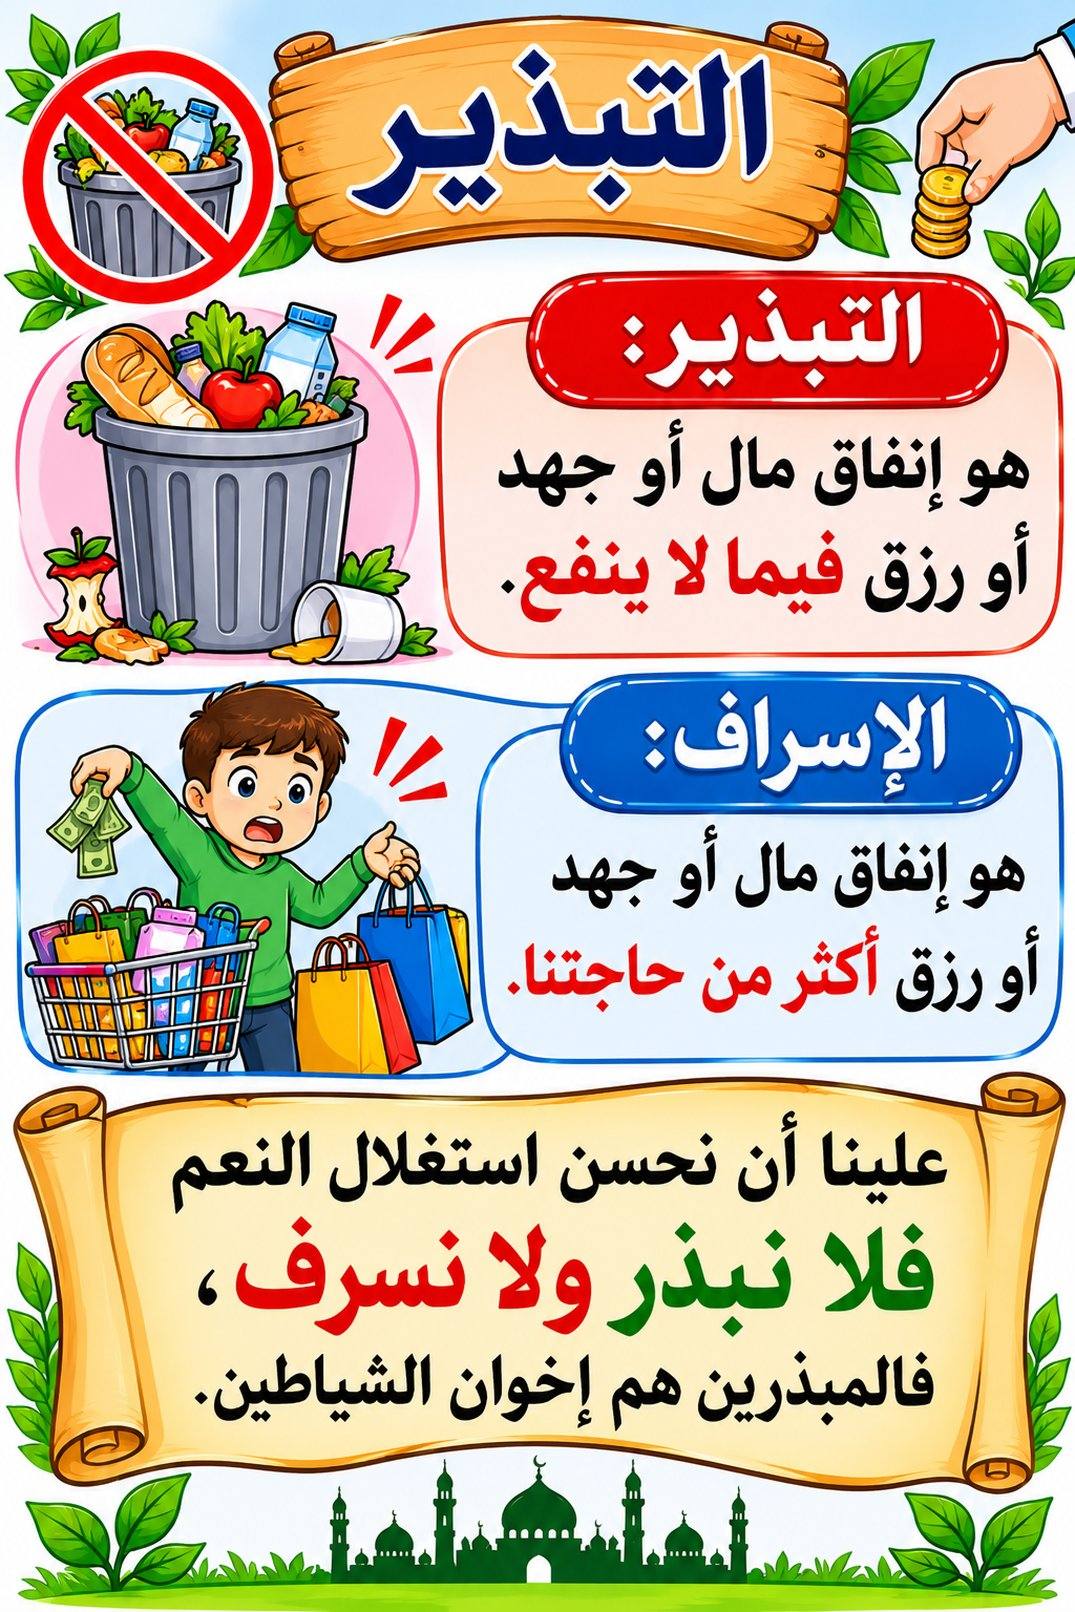 التبذير
التبذير:
هو إنفاق مال أو جهد
أو رزق فيما لا ينفع.
الإسراف:
هو إنفاق مال أو جهد
أو رزق أكثر من حاجتنا.
علينا أن نحسن استغلال النعم
فلا نبذر ولا نسرف ،
فالمبذرين هم إخوان الشياطين.